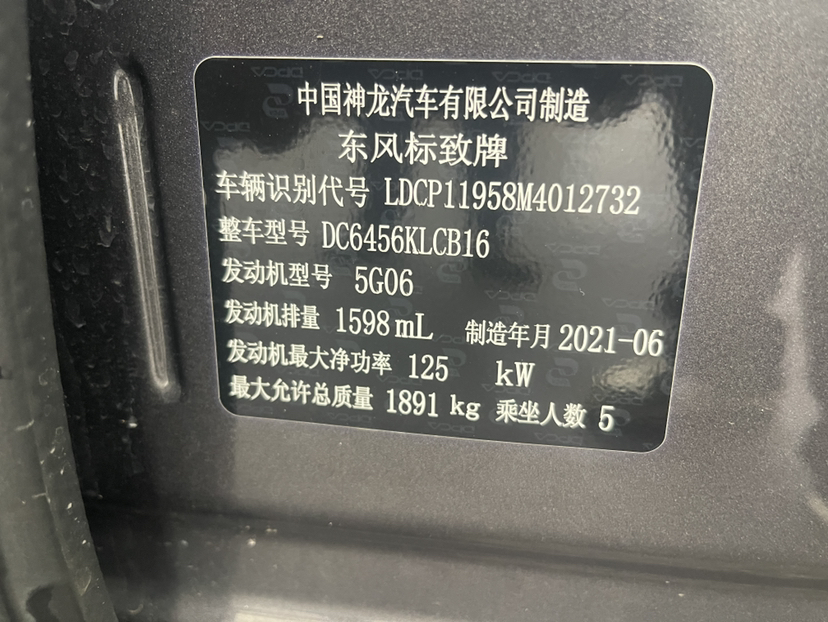 中国神龙汽车有限公司制造
东风标致牌
车辆识别代号 LDCP11958M4012732
整车型号 DC6456KLCB16
发动机型号 5G06
发动机排量 1598 mL 制造年月 2021-06
发动机最大净功率 125 kW
最大允许总质量 1891 kg 乘坐人数 5